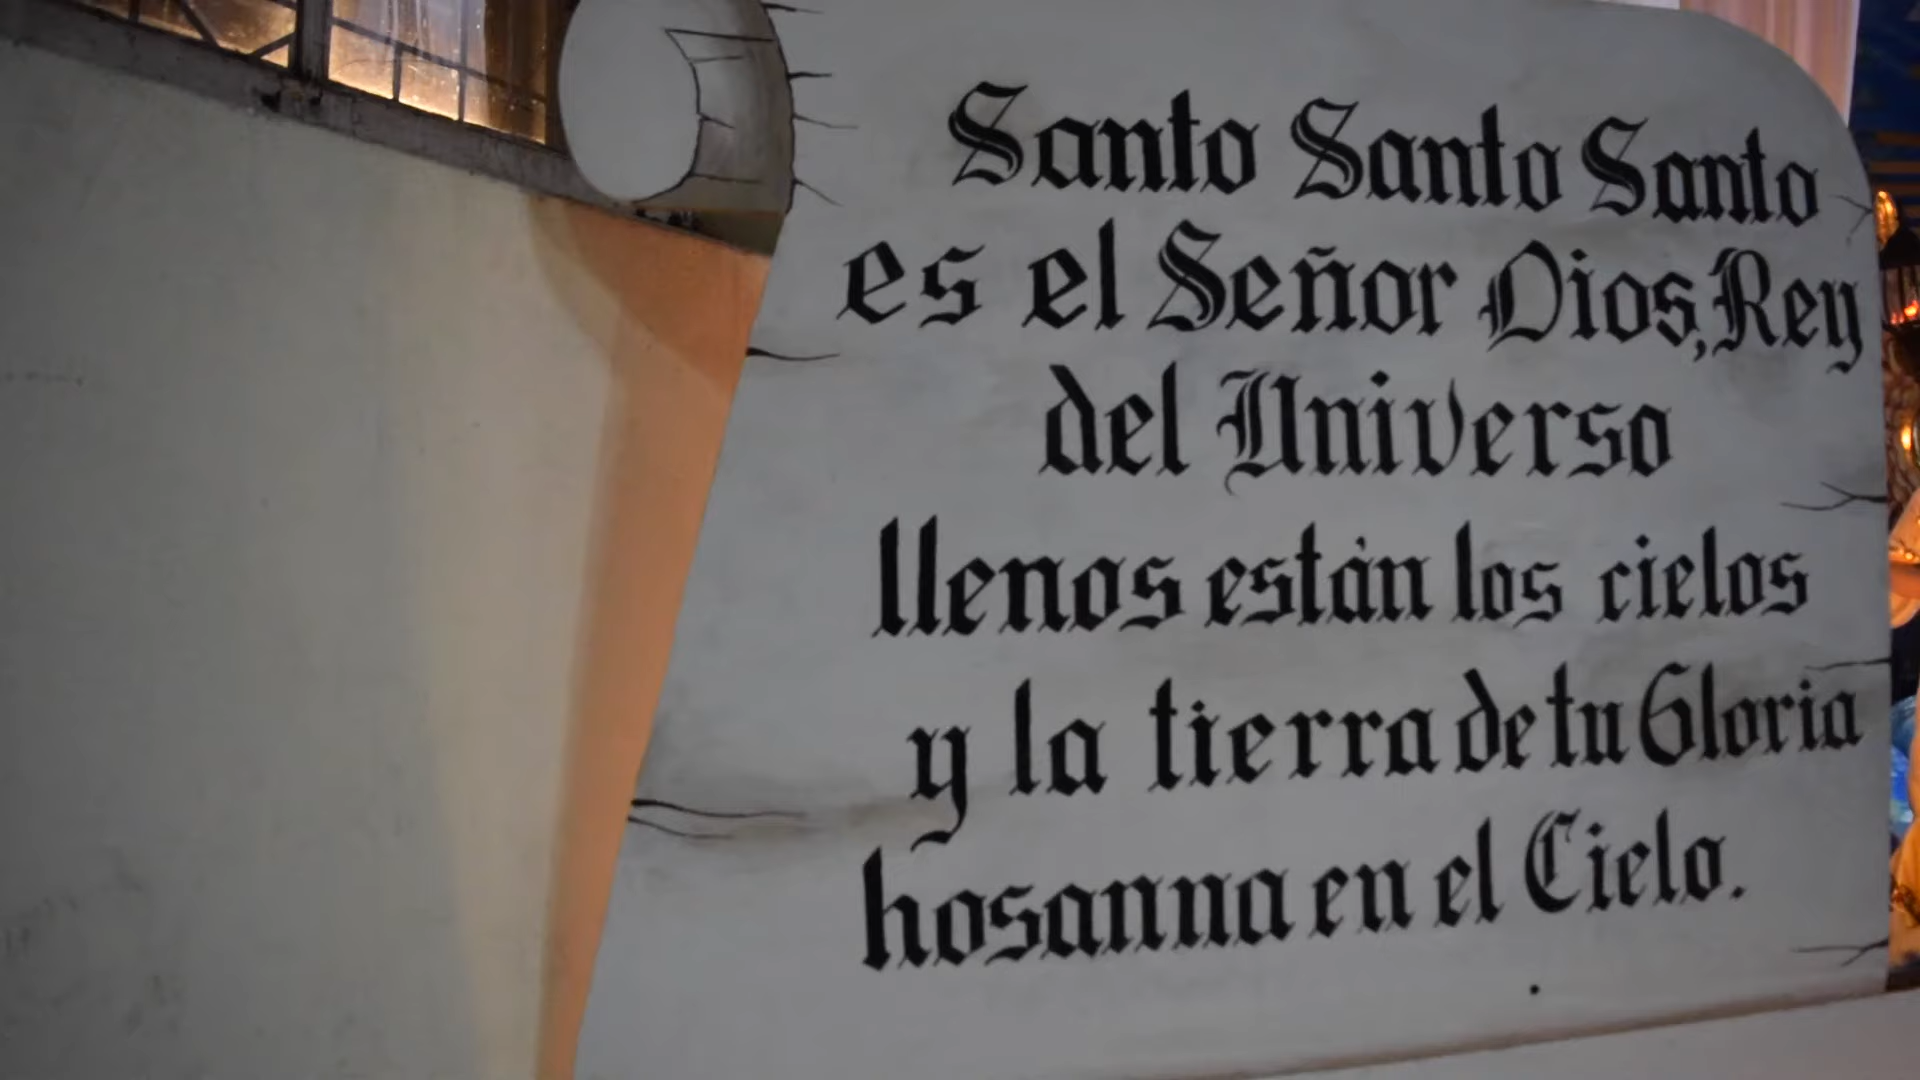 Santo Santo Santo
es el Señor Dios, Rey
del Universo
llenos están los cielos
y la tierra de tu Gloria
hosanna en el Cielo.